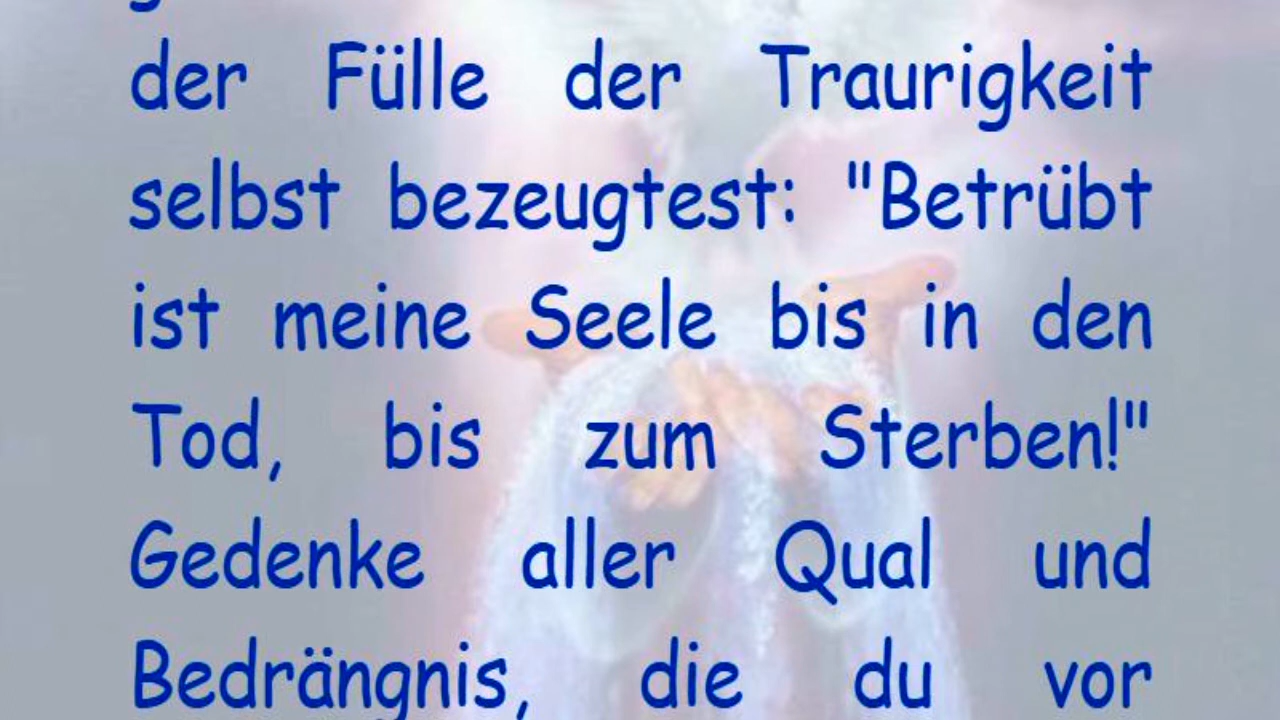 der Fülle der Traurigkeit
selbst bezeugtest: "Betrübt
ist meine Seele bis in den
Tod, bis zum Sterben!"
Gedenke aller Qual und
Bedrängnis, die du vor